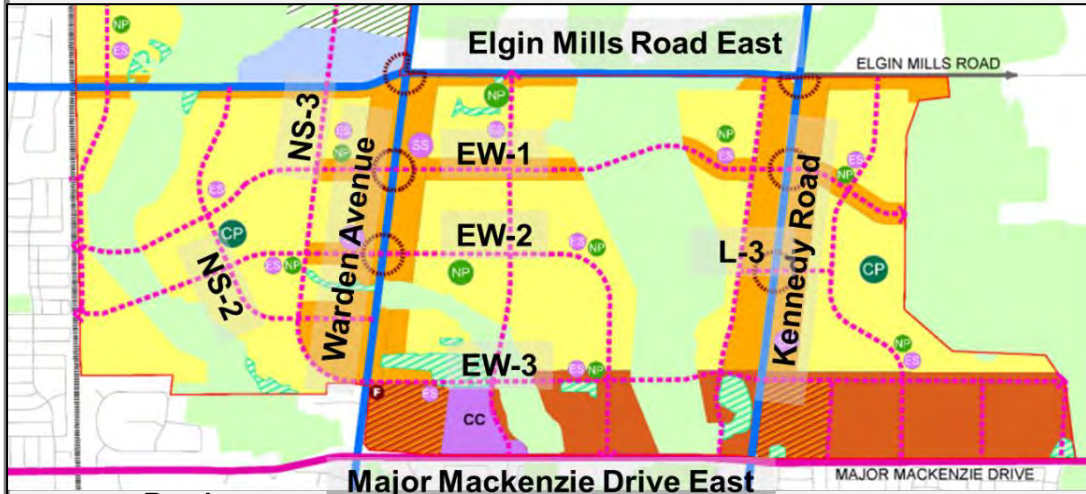 NP
ES
Elgin Mills Road East
ELGIN MILLS ROAD
NP
NS-3
ES
NP
SS
EW-1
NP
ES
ES
NP
ES
CP
NS-2
ES
NP
Warden Avenue
EW-2
NP
ES
NP
L-3
Kennedy Road
CP
EW-3
ES
NP
NP
ES
F
ES
CC
Major Mackenzie Drive East
MAJOR MACKENZIE DRIVE